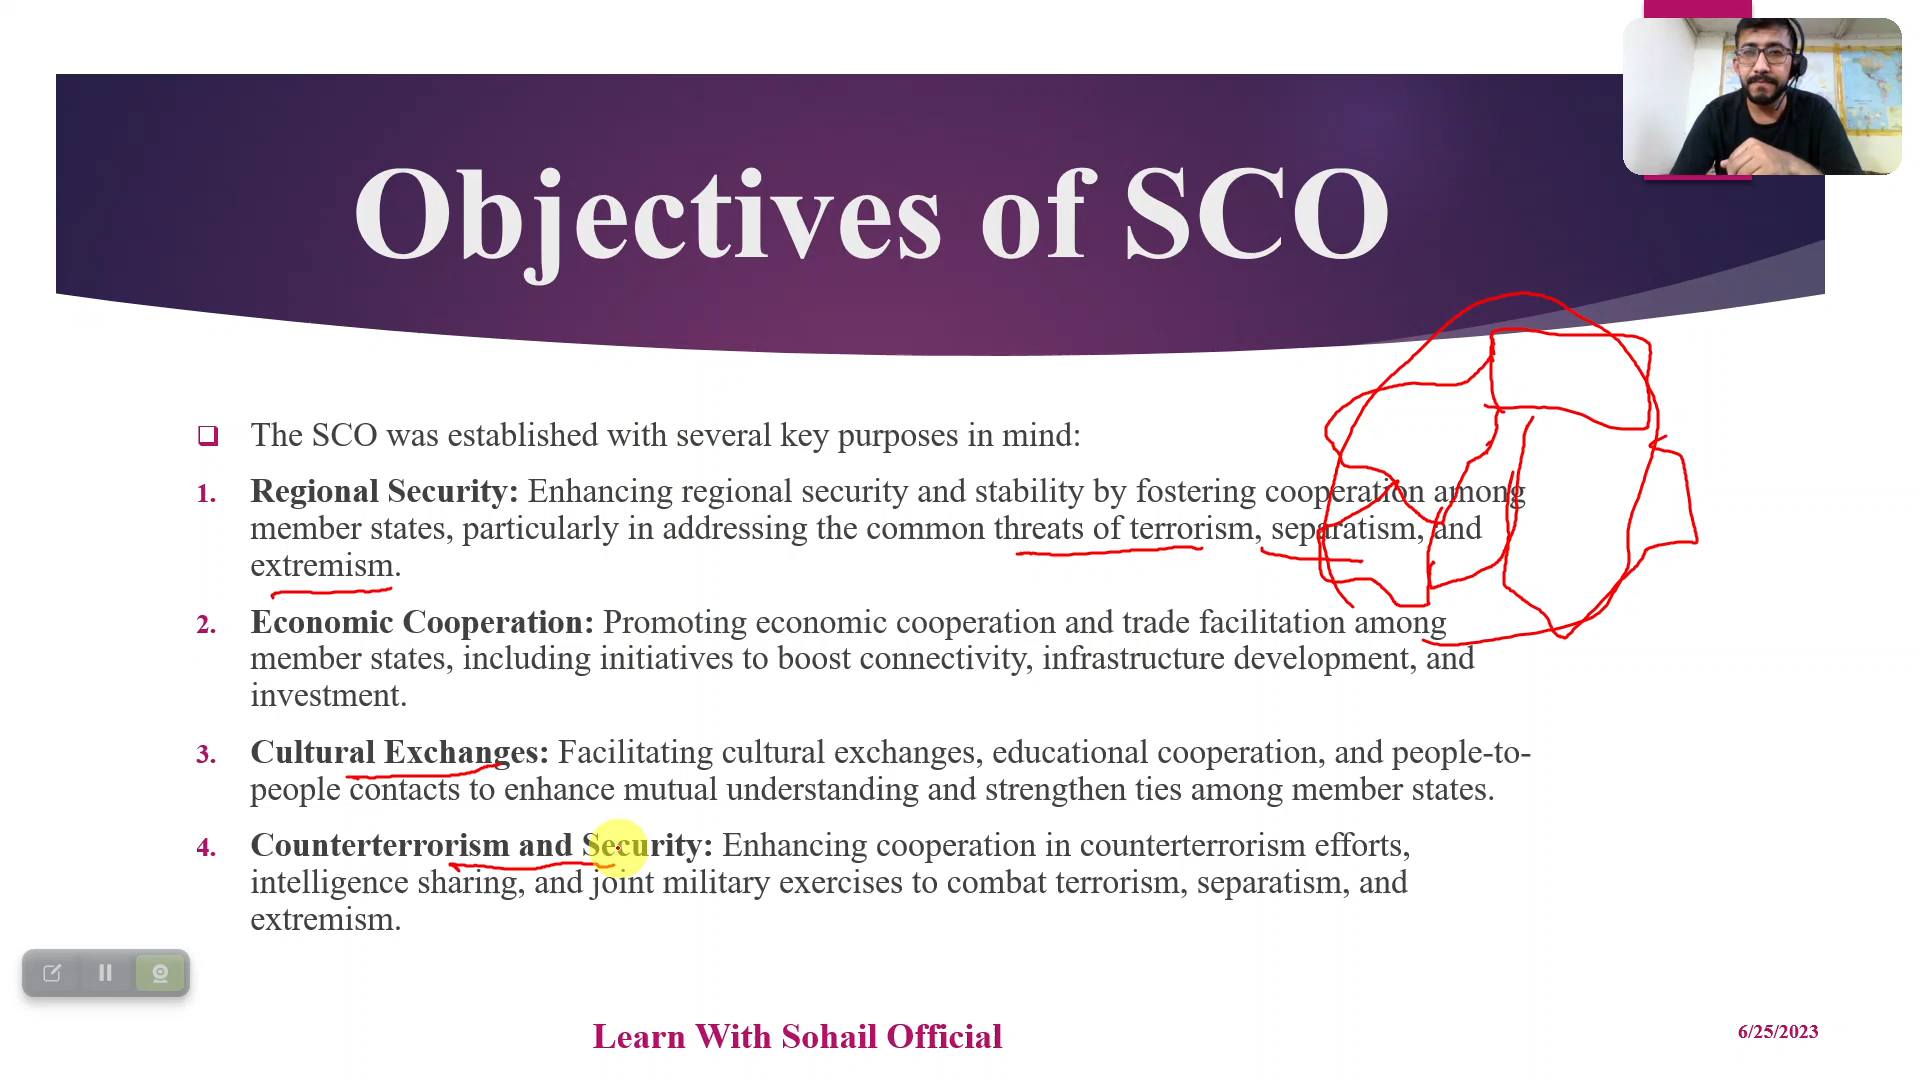 Objectives of SCO
❑ The SCO was established with several key purposes in mind:
1. Regional Security: Enhancing regional security and stability by fostering cooperation among
member states, particularly in addressing the common threats of terrorism, separatism, and
extremism.
2. Economic Cooperation: Promoting economic cooperation and trade facilitation among
member states, including initiatives to boost connectivity, infrastructure development, and
investment.
3. Cultural Exchanges: Facilitating cultural exchanges, educational cooperation, and people-to-
people contacts to enhance mutual understanding and strengthen ties among member states.
4. Counterterrorism and Security: Enhancing cooperation in counterterrorism efforts,
intelligence sharing, and joint military exercises to combat terrorism, separatism, and
extremism.
Learn With Sohail Official
6/25/2023